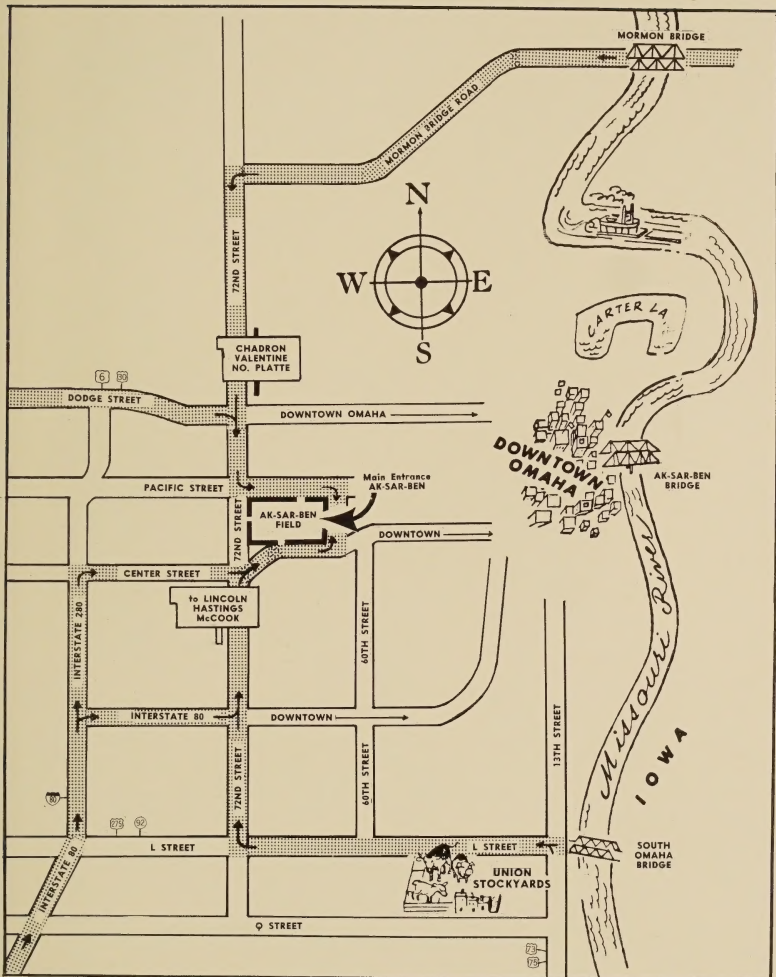 MORMON BRIDGE
MORMON BRIDGE ROAD
N
W E
S
72ND STREET
CARTER LA
CHADRON
VALENTINE
NO. PLATTE
6 30
DODGE STREET
DOWNTOWN OMAHA
DOWNTOWN
OMAHA
AK-SAR-BEN
BRIDGE
PACIFIC STREET
Main Entrance
AK-SAR-BEN
AK-SAR-BEN
FIELD
72ND STREET
DOWNTOWN
CENTER STREET
to LINCOLN
HASTINGS
McCOOK
INTERSTATE 280
60TH STREET
Missouri River
IOWA
INTERSTATE 80
DOWNTOWN
13TH STREET
72ND STREET
60TH STREET
80
275 92
L STREET
L STREET
SOUTH
OMAHA
BRIDGE
INTERSTATE 80
UNION
STOCKYARDS
Q STREET
73
75